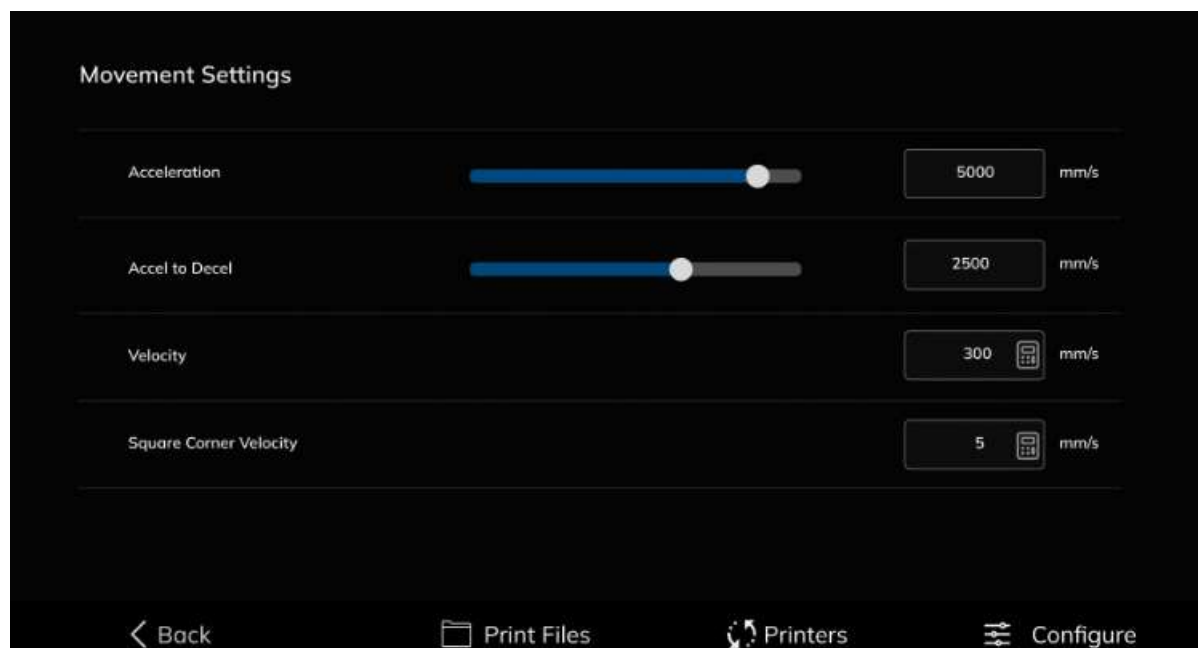 Movement Settings
Acceleration 5000 mm/s
Accel to Decel 2500 mm/s
Velocity 300 mm/s
Square Corner Velocity 5 mm/s
Back Print Files Printers Configure